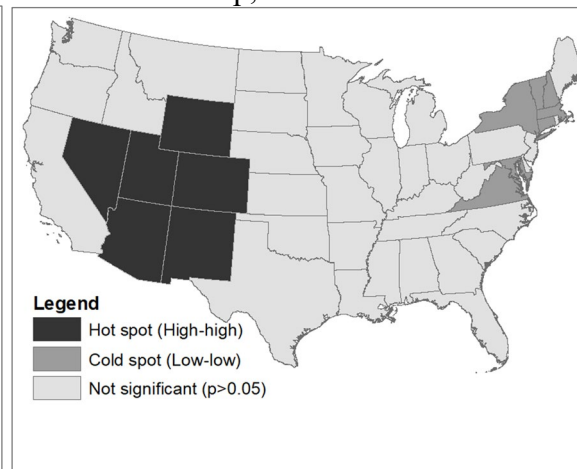 Legend
Hot spot (High-high)
Cold spot (Low-low)
Not significant (p>0.05)